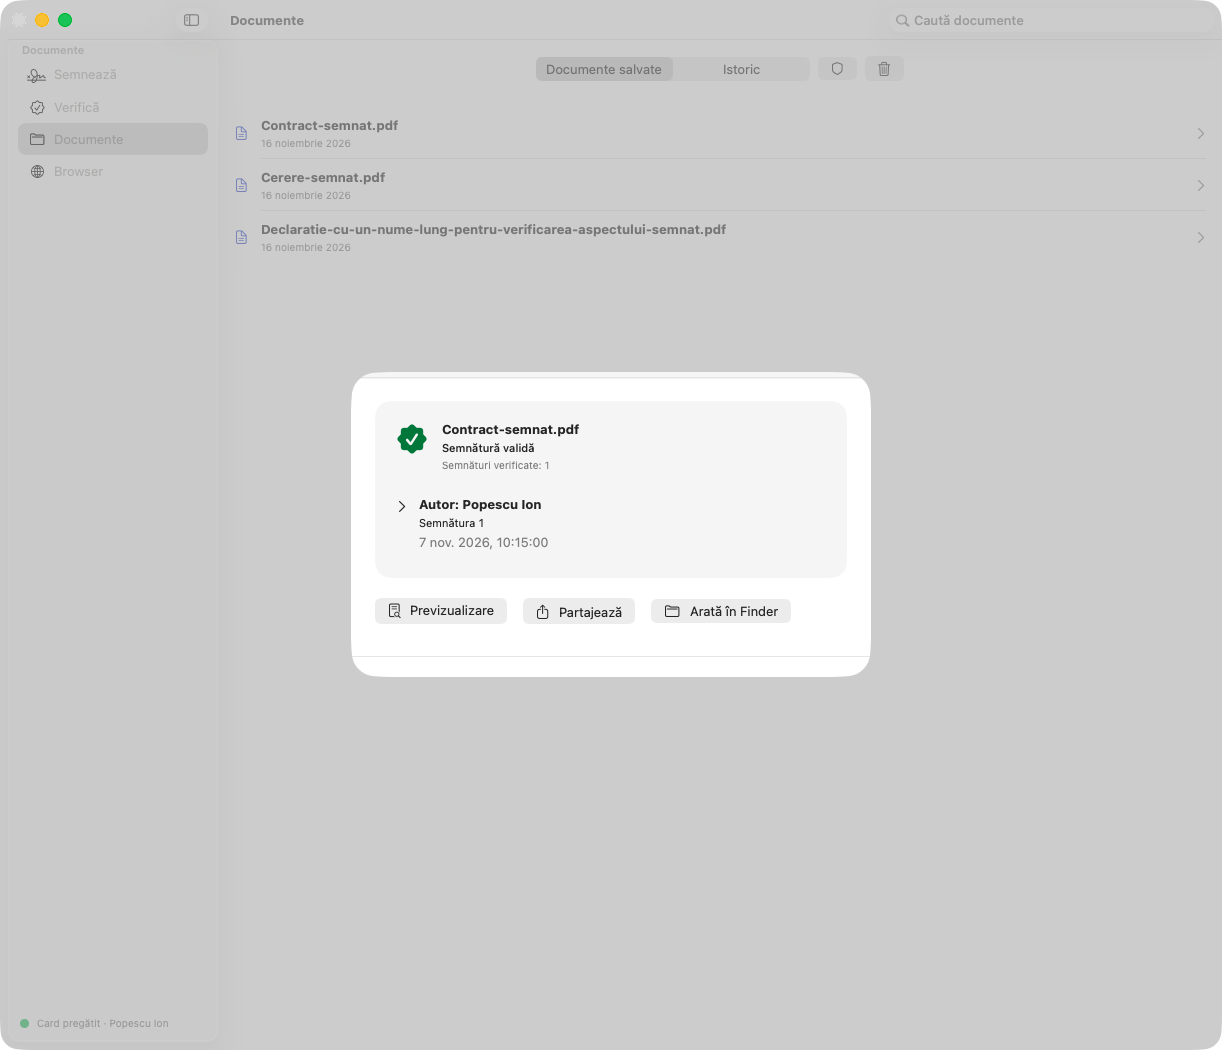 Documente
Caută documente
Documente
Semnează
Verifică
Documente
Browser
Documente salvate
Istoric
Contract-semnat.pdf
16 noiembrie 2026
Cerere-semnat.pdf
16 noiembrie 2026
Declaratie-cu-un-nume-lung-pentru-verificarea-aspectului-semnat.pdf
16 noiembrie 2026
Contract-semnat.pdf
Semnătură validă
Semnături verificate: 1
Autor: Popescu Ion
Semnătura 1
7 nov. 2026, 10:15:00
Previzualizare
Partajează
Arată în Finder
Card pregătit · Popescu Ion